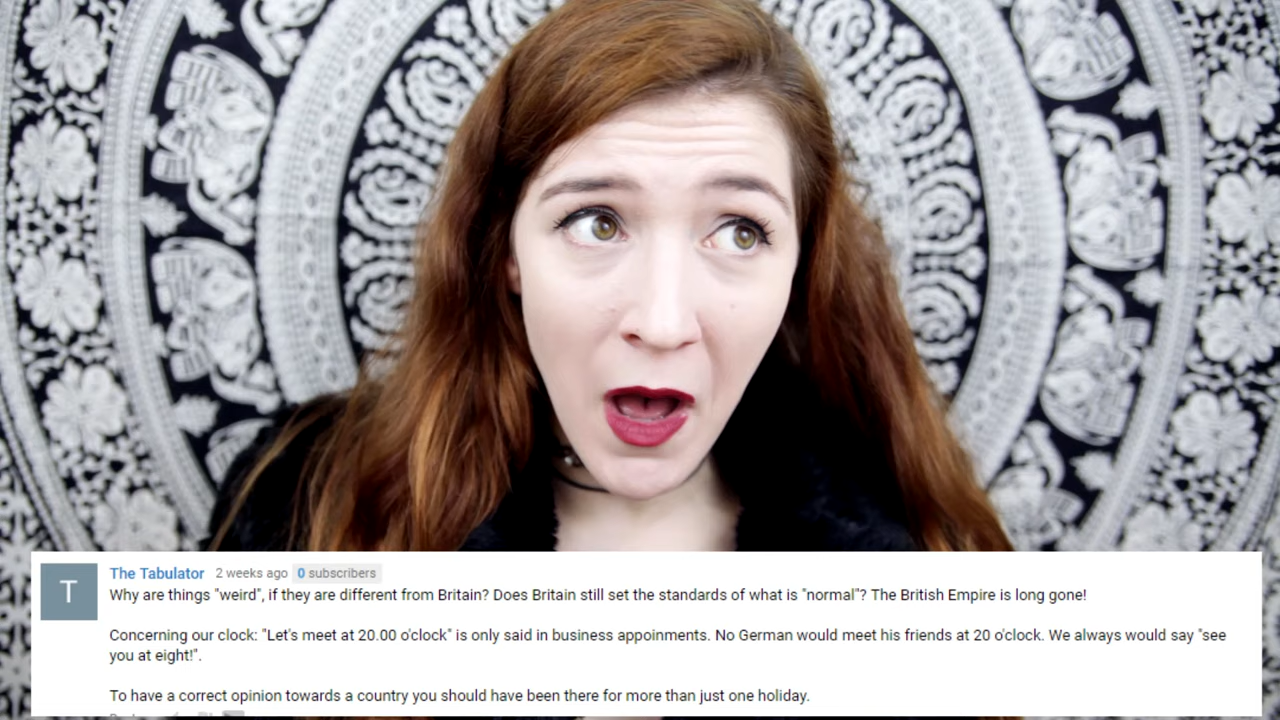 T
The Tabulator 2 weeks ago 0 subscribers
Why are things "weird", if they are different from Britain? Does Britain still set the standards of what is "normal"? The British Empire is long gone!
Concerning our clock: "Let's meet at 20.00 o'clock" is only said in business appoinments. No German would meet his friends at 20 o'clock. We always would say "see
you at eight!".
To have a correct opinion towards a country you should have been there for more than just one holiday.